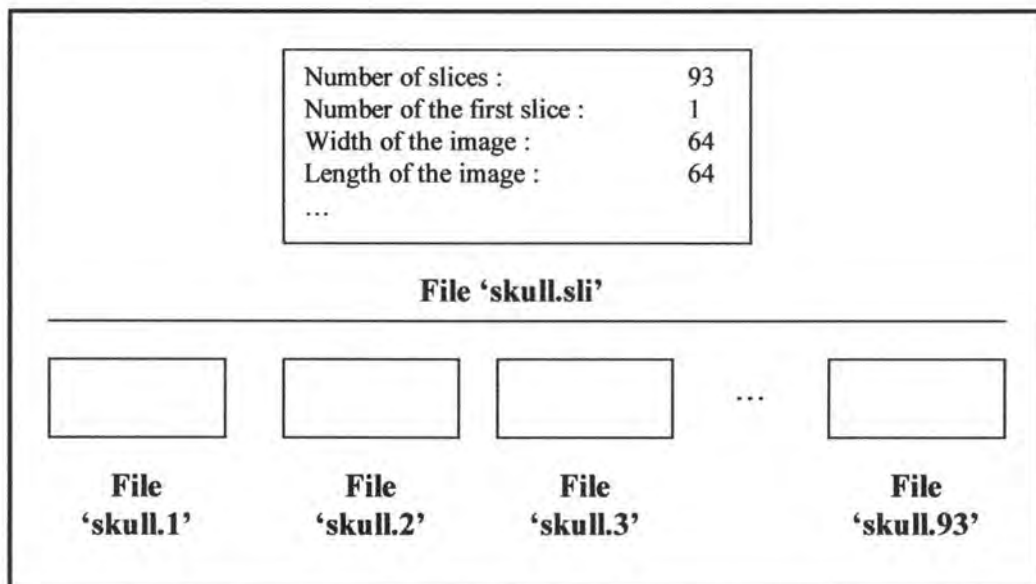 Number of slices : 93
Number of the first slice : 1
Width of the image : 64
Length of the image : 64
...
File ‘skull.sli’
...
File ‘skull.1’
File ‘skull.2’
File ‘skull.3’
File ‘skull.93’